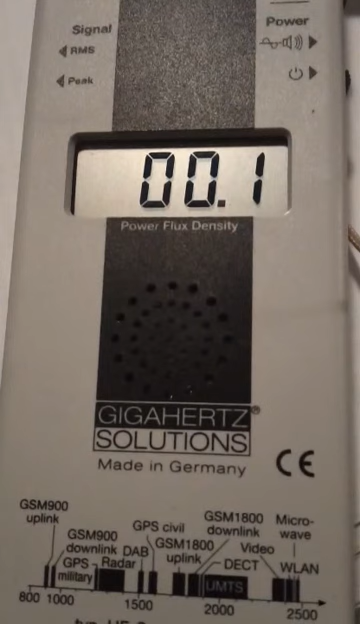 Signal
Power
RMS
Peak
00.1
Power Flux Density
GIGAHERTZ®
SOLUTIONS
Made in Germany
CE
GSM900
uplink
GSM900
downlink
GPS
military
Radar
DAB
GPS civil
GSM1800
uplink
GSM1800
downlink
DECT
UMTS
Video
Micro-
wave
WLAN
800 1000 1500 2000 2500